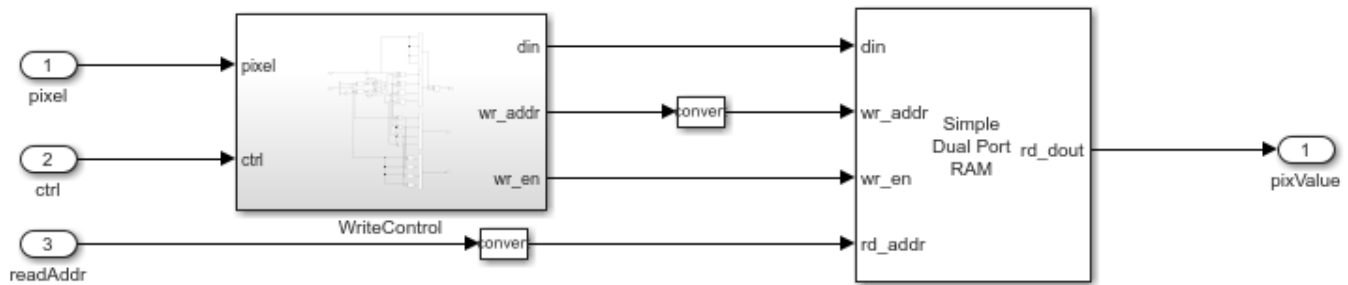 1
pixel
2
ctrl
3
readAddr
pixel
ctrl
din
wr_addr
wr_en
WriteControl
conver
conver
din
wr_addr
wr_en
rd_addr
Simple
Dual Port
RAM
rd_dout
1
pixValue